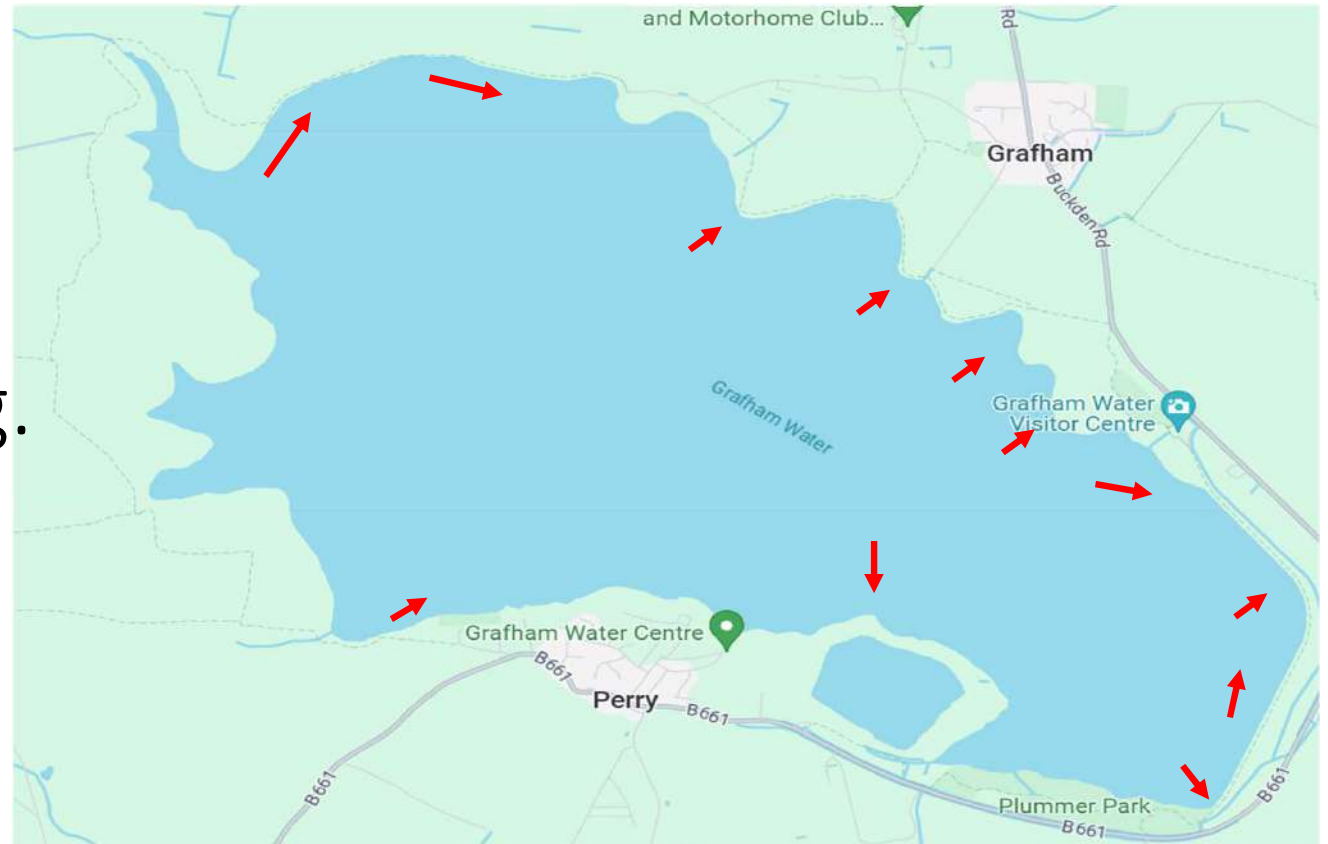 and Motorhome Club...
Rd
Grafham
Buckden Rd
Grafham Water
Visitor Centre
Grafham Water
g.
Grafham Water Centre
Perry
B661
B661
B661
B661
B661
Plummer Park